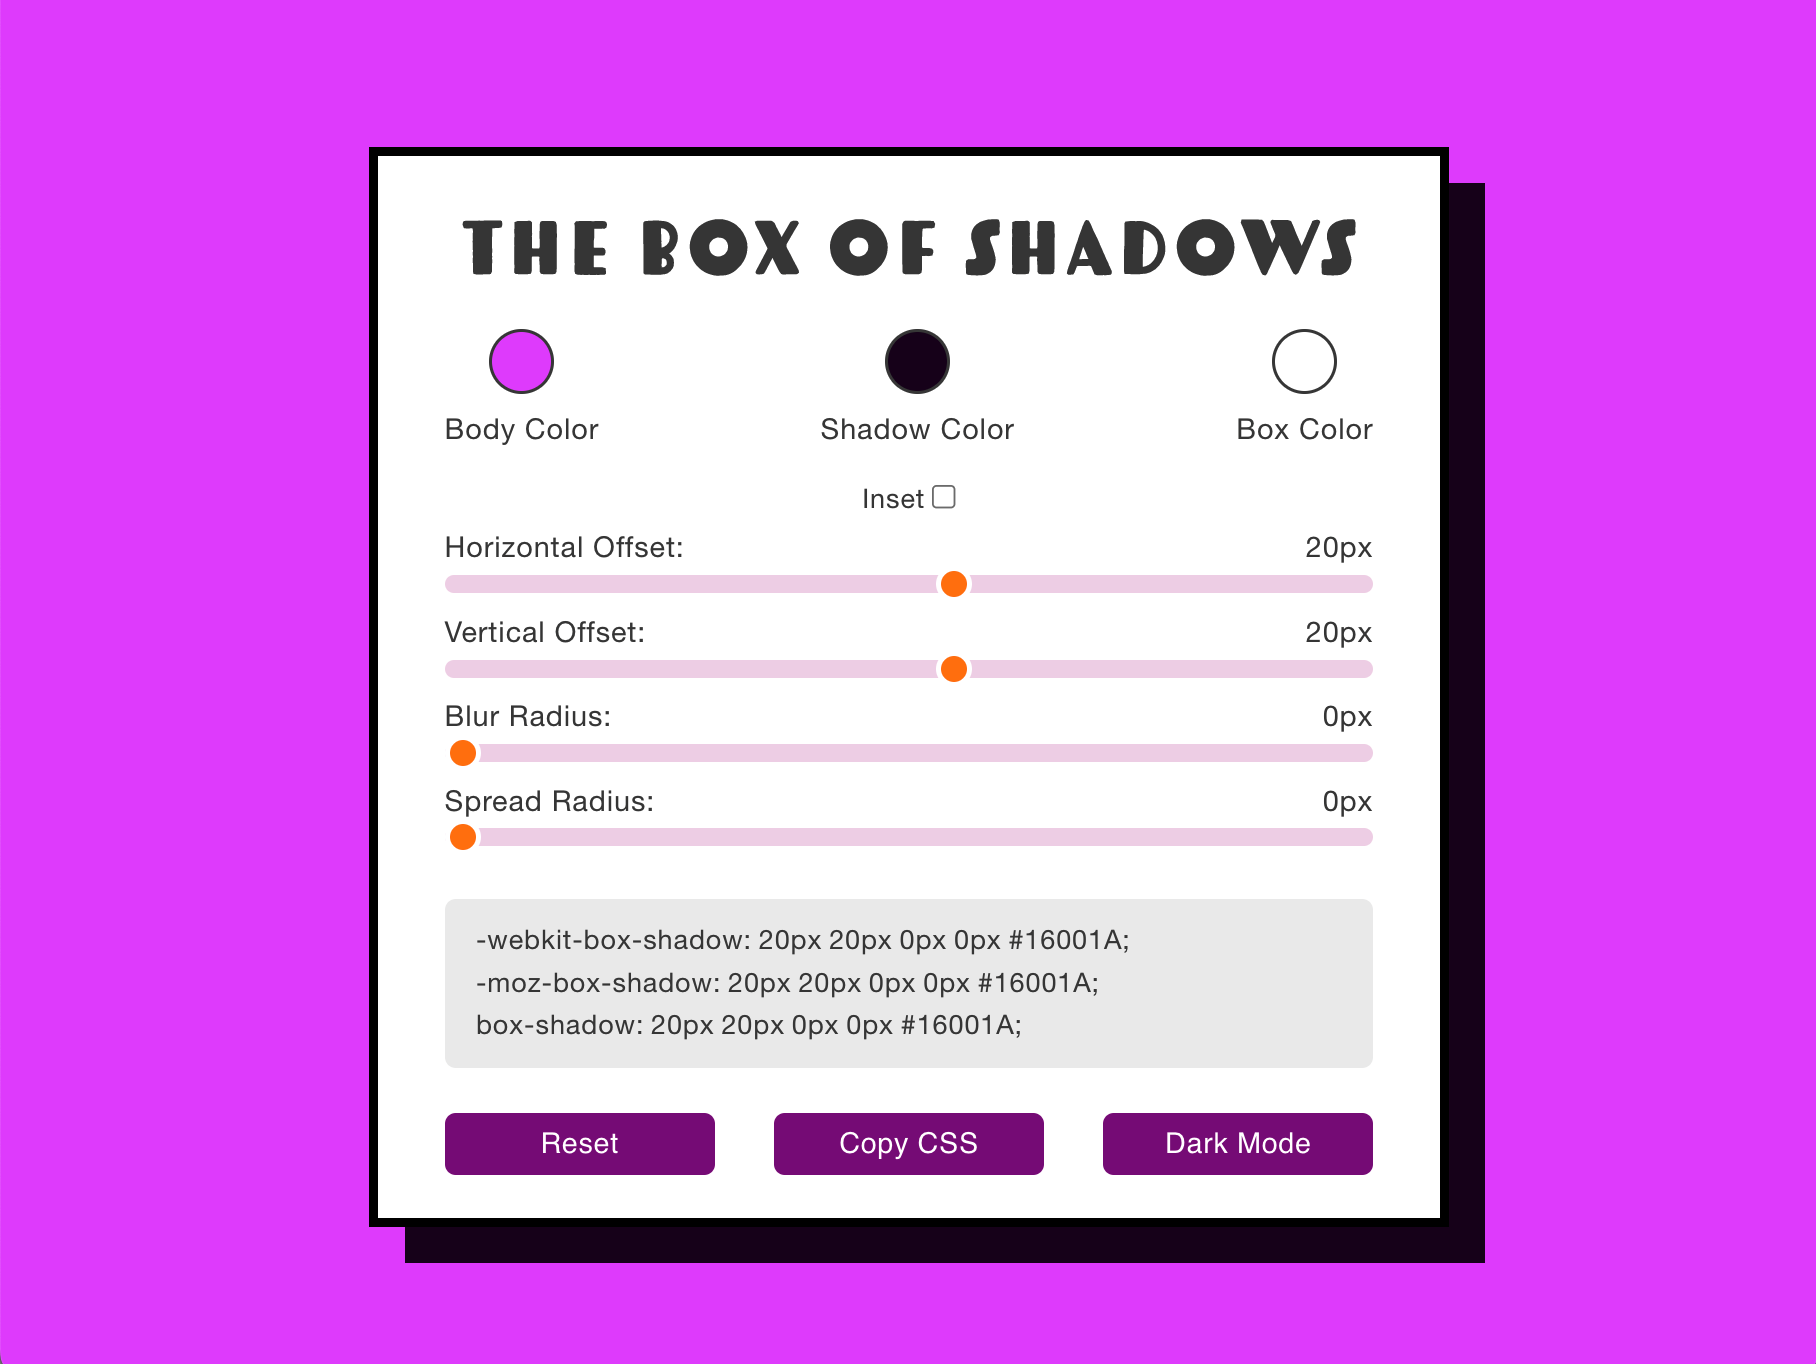 THE BOX OF SHADOWS
Body Color Shadow Color Box Color
Inset
Horizontal Offset: 20px
Vertical Offset: 20px
Blur Radius: 0px
Spread Radius: 0px
-webkit-box-shadow: 20px 20px 0px 0px #16001A;
-moz-box-shadow: 20px 20px 0px 0px #16001A;
box-shadow: 20px 20px 0px 0px #16001A;
Reset Copy CSS Dark Mode